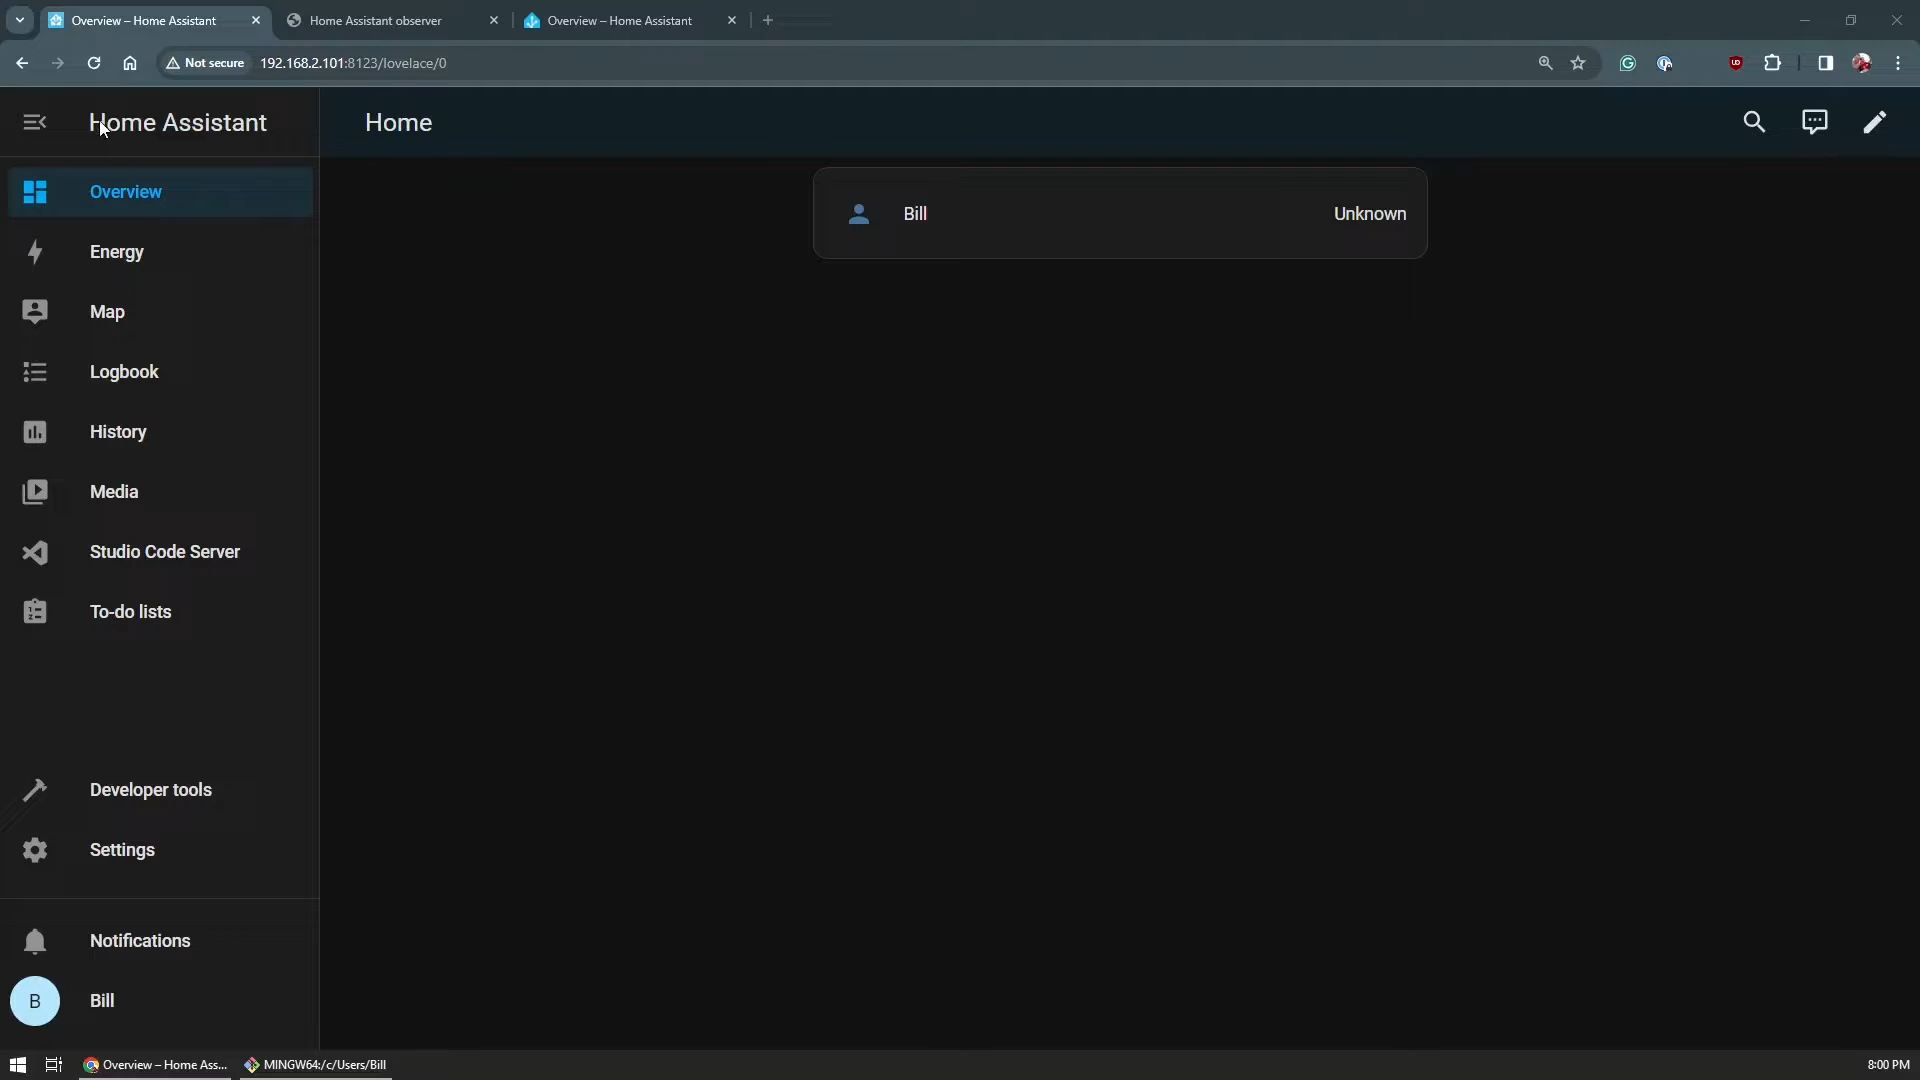 Overview – Home Assistant
Home Assistant observer
Overview – Home Assistant
Not secure
192.168.2.101:8123/lovelace/0
Home Assistant
Home
Overview
Bill
Unknown
Energy
Map
Logbook
History
Media
Studio Code Server
To-do lists
Developer tools
Settings
Notifications
B
Bill
Overview – Home Ass...
MINGW64:/c/Users/Bill
8:00 PM